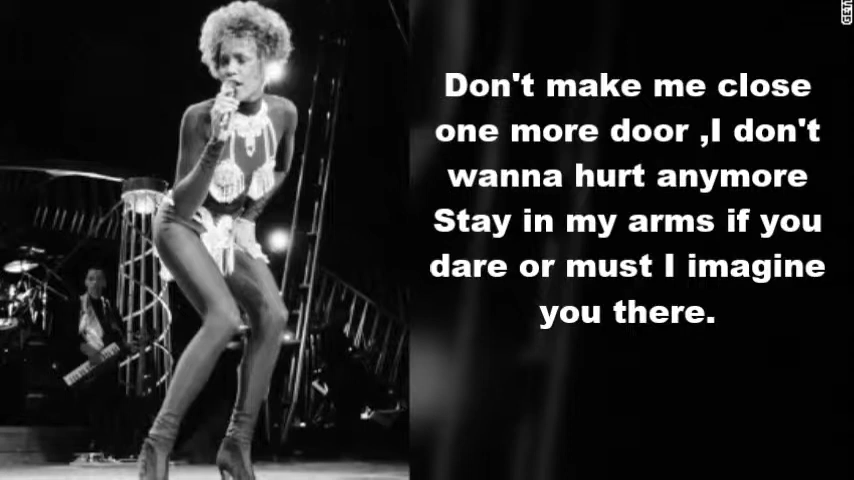 Don't make me close
one more door ,I don't
wanna hurt anymore
Stay in my arms if you
dare or must I imagine
you there.
GETTY